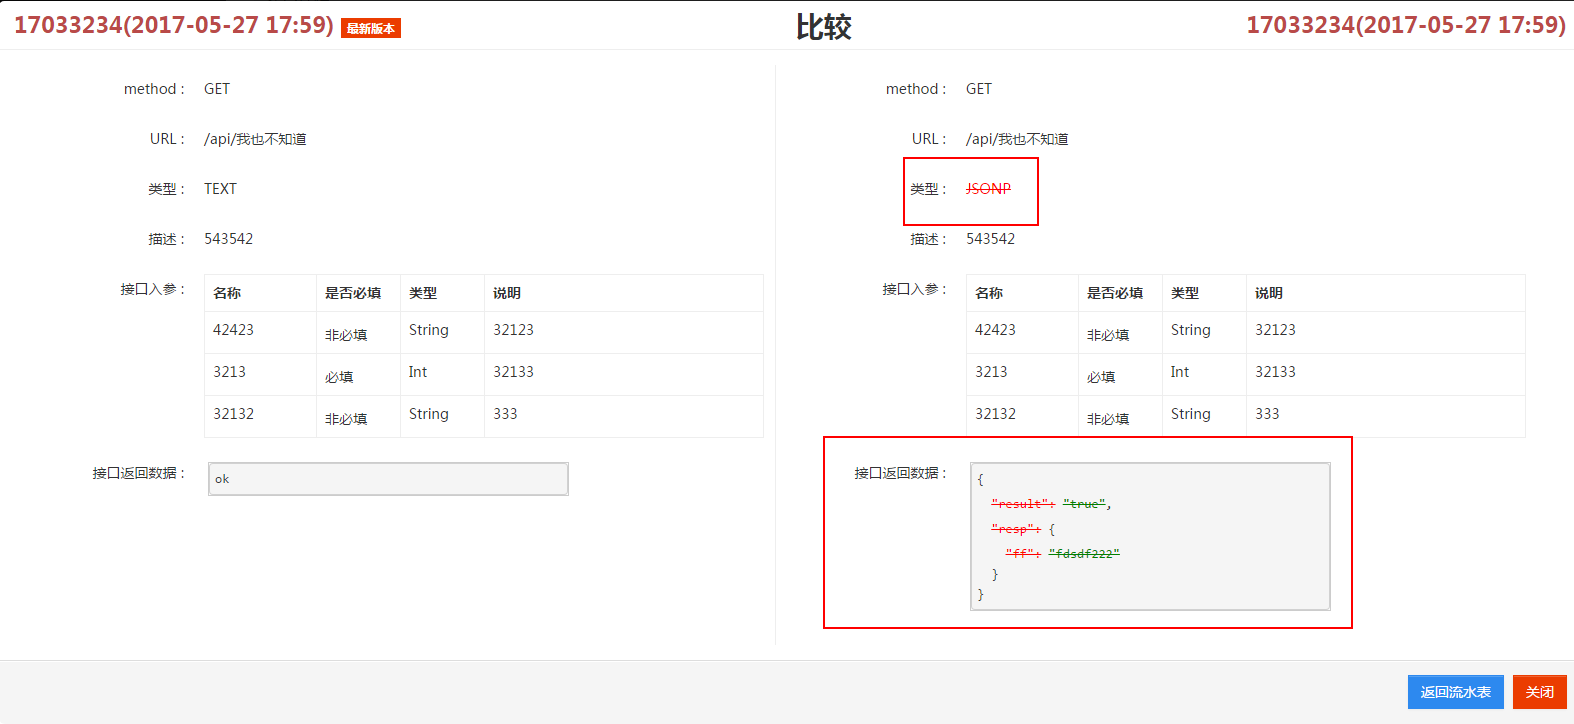 17033234(2017-05-27 17:59) 最新版本
比较
17033234(2017-05-27 17:59)
method : GET
URL : /api/我也不知道
类型 : TEXT
描述 : 543542
接口入参 :
名称 是否必填 类型 说明
42423 非必填 String 32123
3213 必填 Int 32133
32132 非必填 String 333
接口返回数据 :
ok
method : GET
URL : /api/我也不知道
类型 : JSONP
描述 : 543542
接口入参 :
名称 是否必填 类型 说明
42423 非必填 String 32123
3213 必填 Int 32133
32132 非必填 String 333
接口返回数据 :
{
"result": "true",
"resp": {
"ff": "fdsdf222"
}
}
返回流水表 关闭